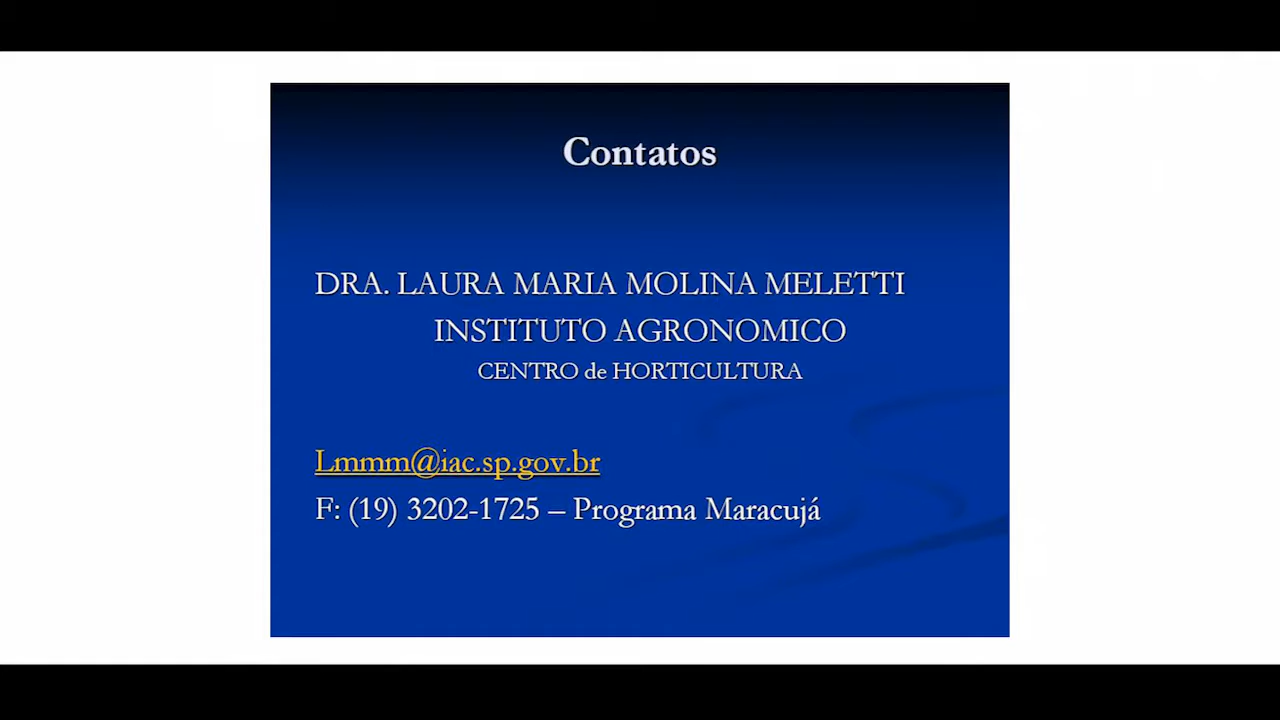 Contatos
DRA. LAURA MARIA MOLINA MELETTI
INSTITUTO AGRONOMICO
CENTRO de HORTICULTURA
Lmmm@iac.sp.gov.br
F: (19) 3202-1725 – Programa Maracujá